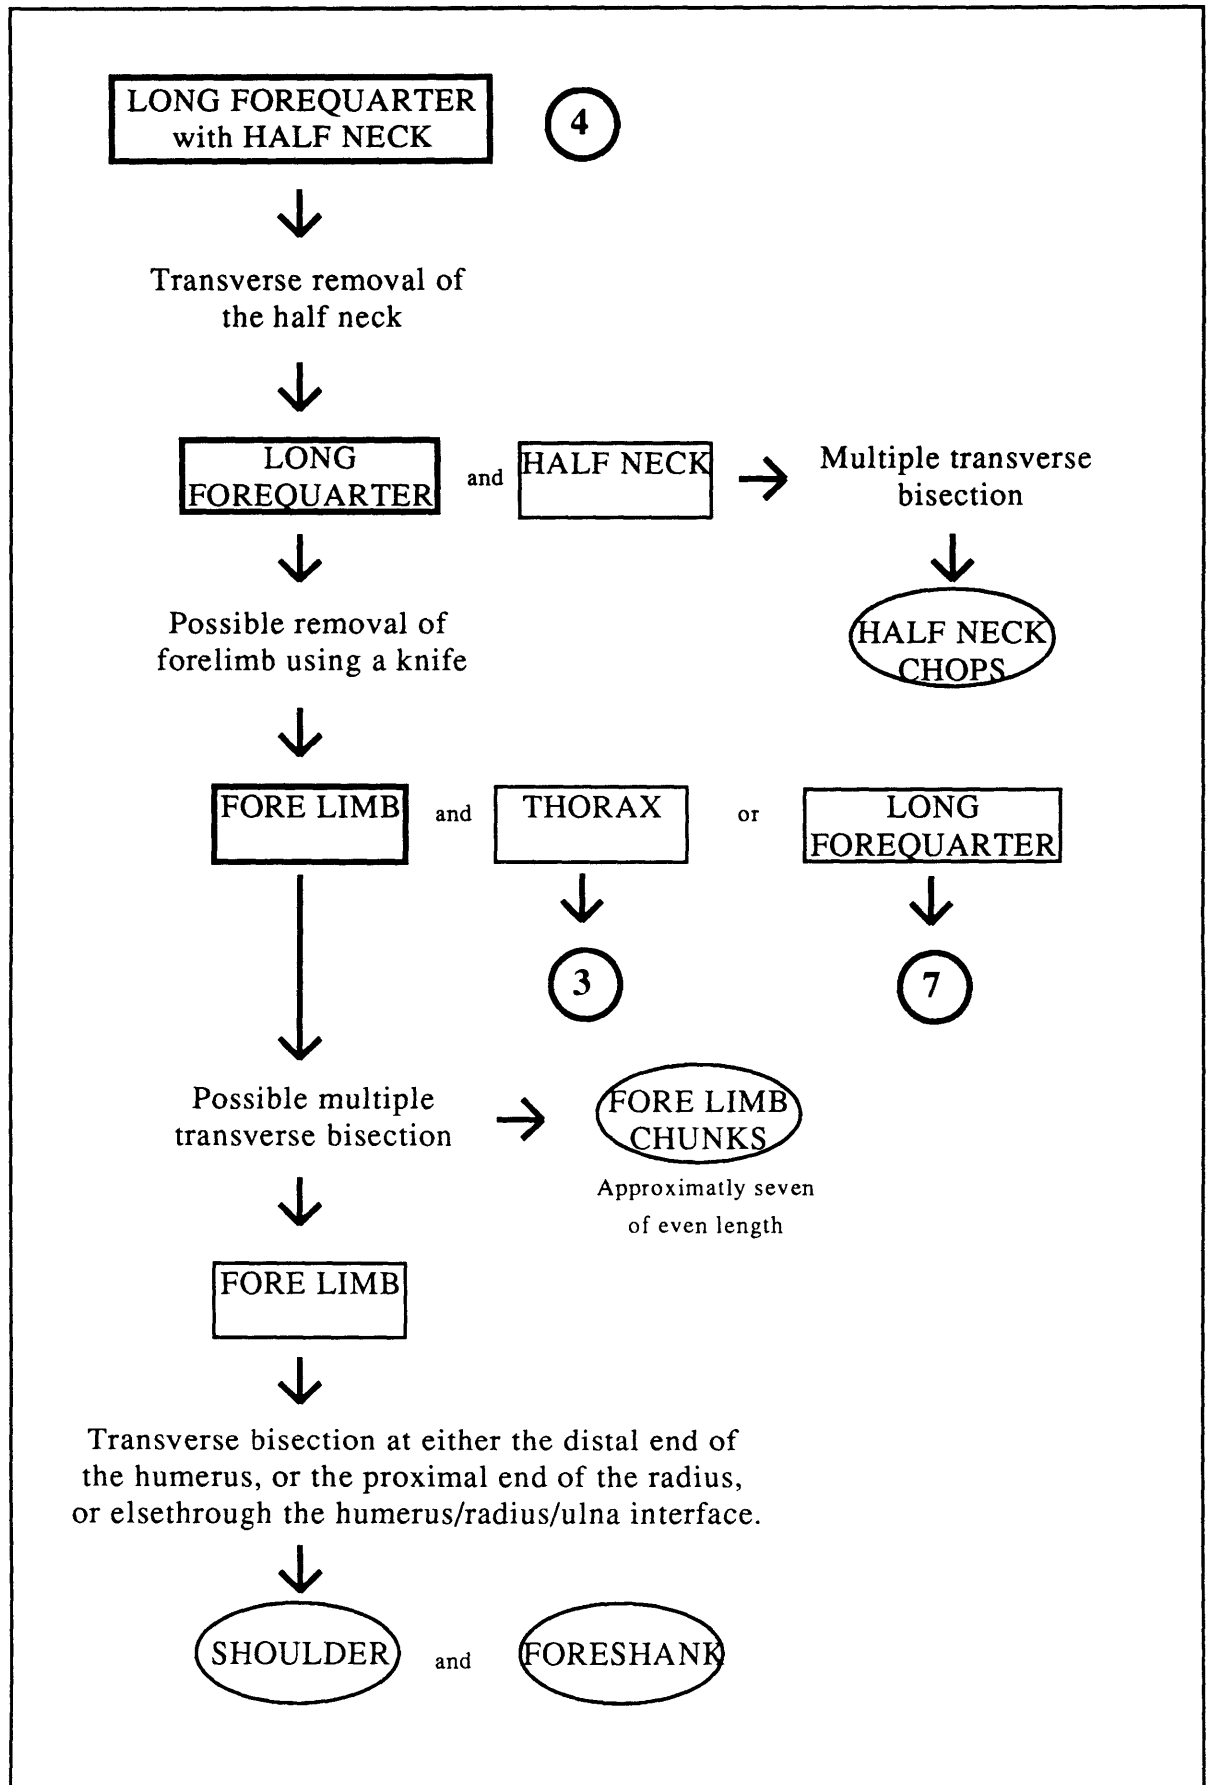 LONG FOREQUARTER
with HALF NECK
4
Tranverse removal of
the half neck
LONG
FOREQUARTER
and
HALF NECK
Multiple transverse
bisection
HALF NECK
CHOPS
Possible removal of
forelimb using a knife
FORE LIMB
and
THORAX
or
LONG
FOREQUARTER
3
7
Possible multiple
transverse bisection
FORE LIMB
CHUNKS
Approximatly seven
of even length
FORE LIMB
Transverse bisection at either the distal end of
the humerus, or the proximal end of the radius,
or elsethrough the humerus/radius/ulna interface.
SHOULDER
and
FORESHANK